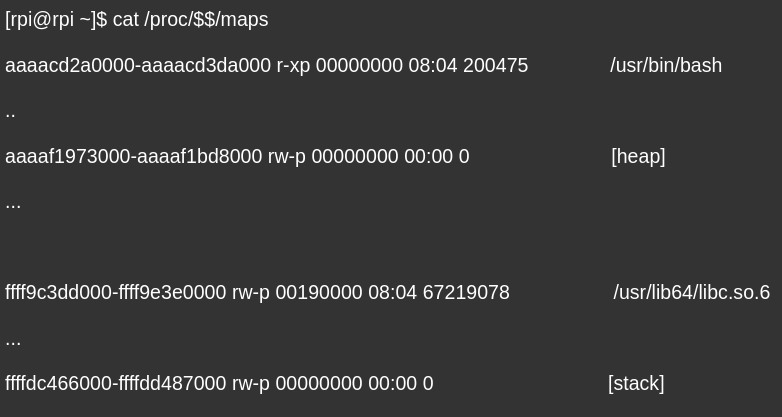 [rpi@rpi ~]$ cat /proc/$$/maps
aaaacd2a0000-aaaacd3da000 r-xp 00000000 08:04 200475 /usr/bin/bash
..
aaaaf1973000-aaaaf1bd8000 rw-p 00000000 00:00 0 [heap]
...
ffff9c3dd000-ffff9e3e0000 rw-p 00190000 08:04 67219078 /usr/lib64/libc.so.6
...
ffffdc466000-ffffdd487000 rw-p 00000000 00:00 0 [stack]